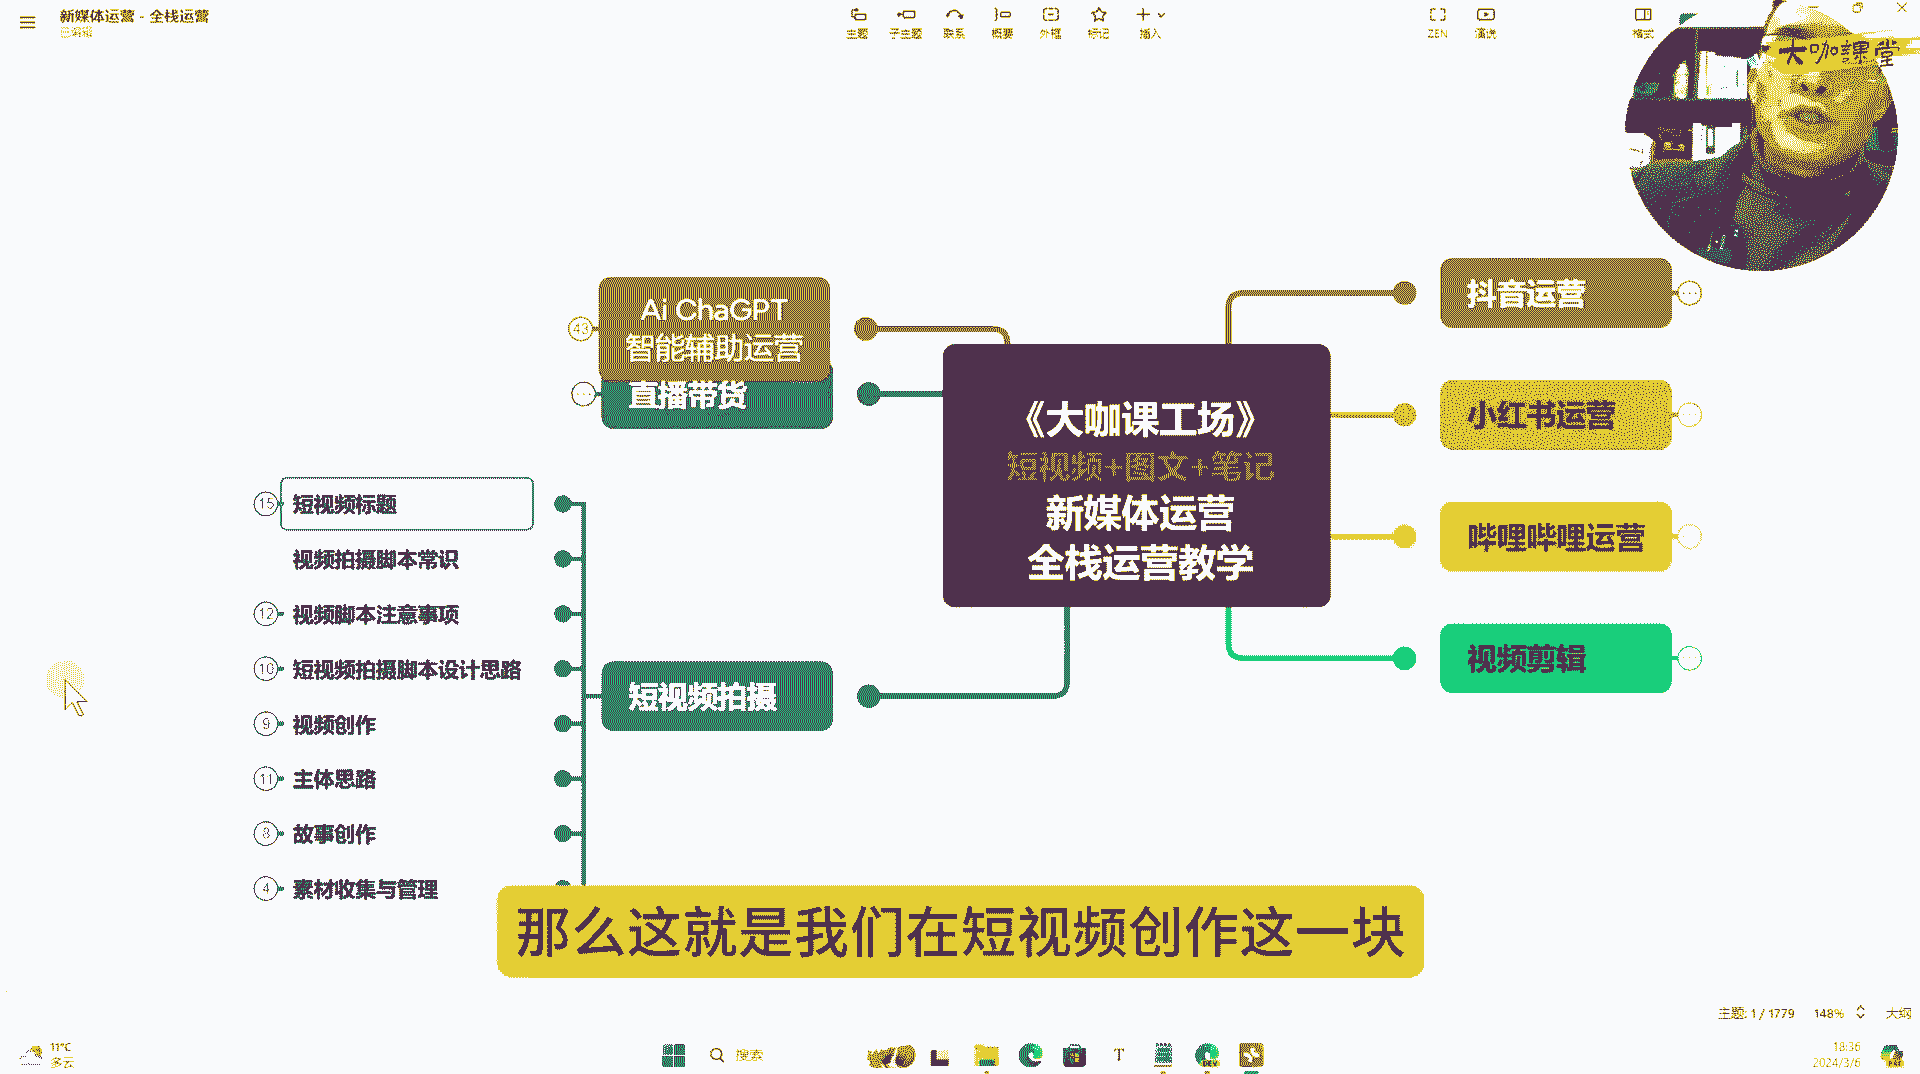 新媒体运营 - 全栈运营
已编辑
主题
子主题
联系
概要
外框
标记
插入
ZEN
演说
格式
大咖課堂
Ai ChaGPT
智能辅助运营
43
直播带货
《大咖课工场》
短视频+图文+笔记
新媒体运营
全栈运营教学
抖音运营
小红书运营
哔哩哔哩运营
视频剪辑
短视频拍摄
15
短视频标题
视频拍摄脚本常识
12
视频脚本注意事项
10
短视频拍摄脚本设计思路
9
视频创作
11
主体思路
8
故事创作
4
素材收集与管理
那么这就是我们在短视频创作这一块
主题: 1 / 1779
148%
大纲
11°C
多云
搜索
18:36
2024/3/6